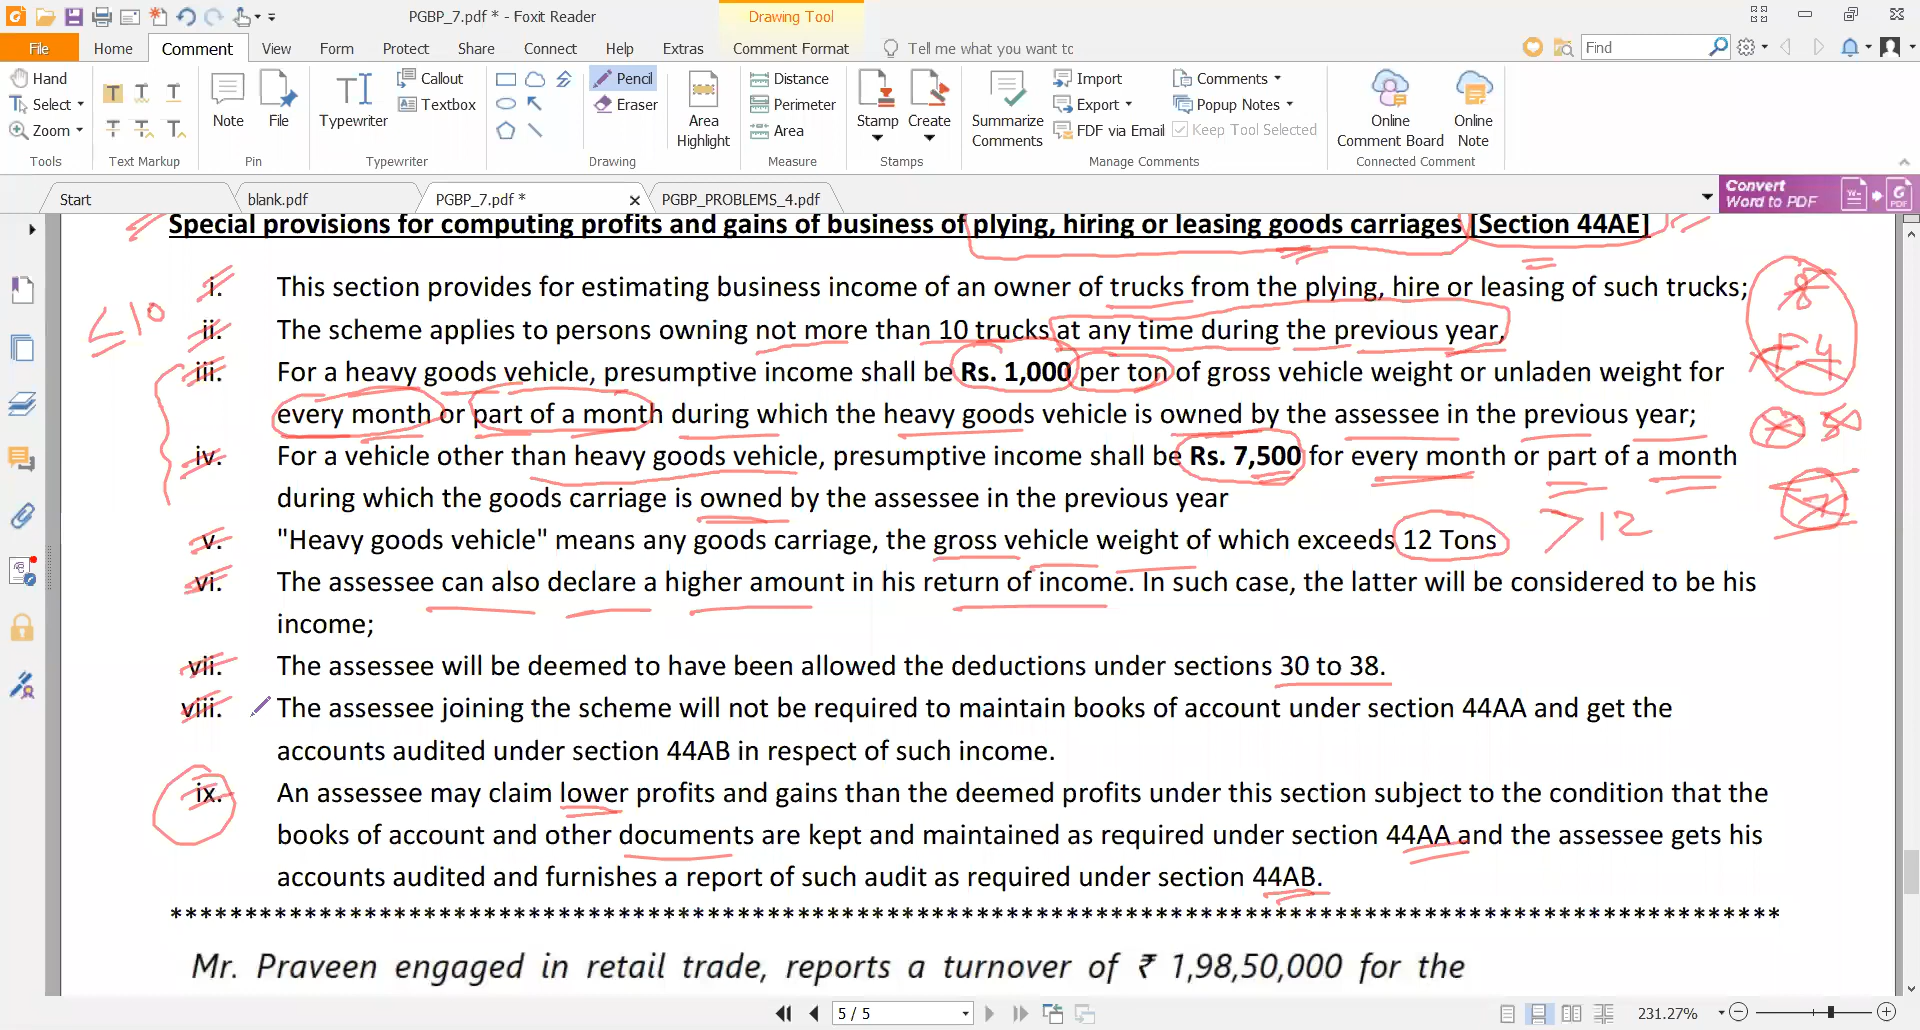 PGBP_7.pdf * - Foxit Reader
Drawing Tool
File Home Comment View Form Protect Share Connect Help Extras Comment Format Tell me what you want to Find
Hand
Select
Zoom
Tools
Text Markup
Note
File
Pin
Typewriter
Typewriter
Callout
Textbox
Pencil
Eraser
Drawing
Area
Highlight
Distance
Perimeter
Area
Measure
Stamp
Create
Stamps
Summarize
Comments
Import
Export
FDF via Email
Comments
Popup Notes
Keep Tool Selected
Manage Comments
Online
Comment Board
Online
Note
Connected Comment
Start
blank.pdf
PGBP_7.pdf *
PGBP_PROBLEMS_4.pdf
Convert
Word to PDF
Special provisions for computing profits and gains of business of plying, hiring or leasing goods carriages [Section 44AE]
i. This section provides for estimating business income of an owner of trucks from the plying, hire or leasing of such trucks;
ii. The scheme applies to persons owning not more than 10 trucks at any time during the previous year,
iii. For a heavy goods vehicle, presumptive income shall be Rs. 1,000 per ton of gross vehicle weight or unladen weight for
every month or part of a month during which the heavy goods vehicle is owned by the assessee in the previous year;
iv. For a vehicle other than heavy goods vehicle, presumptive income shall be Rs. 7,500 for every month or part of a month
during which the goods carriage is owned by the assessee in the previous year
v. "Heavy goods vehicle" means any goods carriage, the gross vehicle weight of which exceeds 12 Tons
vi. The assessee can also declare a higher amount in his return of income. In such case, the latter will be considered to be his
income;
vii. The assessee will be deemed to have been allowed the deductions under sections 30 to 38.
viii. The assessee joining the scheme will not be required to maintain books of account under section 44AA and get the
accounts audited under section 44AB in respect of such income.
ix. An assessee may claim lower profits and gains than the deemed profits under this section subject to the condition that the
books of account and other documents are kept and maintained as required under section 44AA and the assessee gets his
accounts audited and furnishes a report of such audit as required under section 44AB.
Mr. Praveen engaged in retail trade, reports a turnover of ₹ 1,98,50,000 for the
≤10
8
+4
>12
5 / 5
231.27%